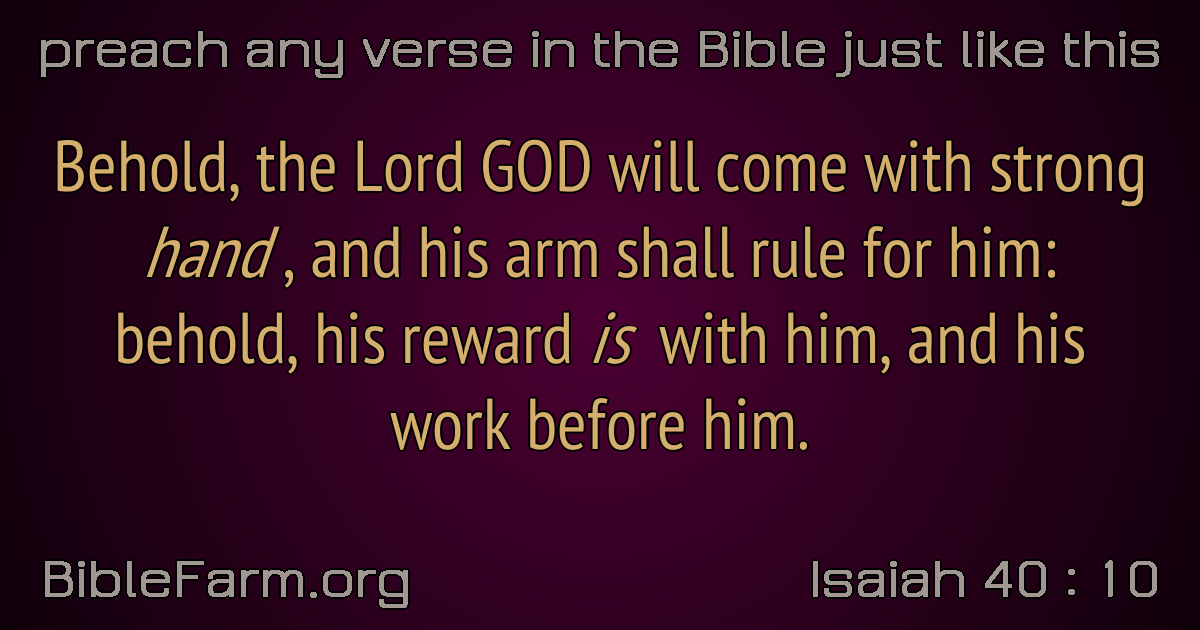 preach any verse in the Bible just like this
Behold, the Lord GOD will come with strong
hand , and his arm shall rule for him:
behold, his reward is with him, and his
work before him.
BibleFarm.org
Isaiah 40 : 10